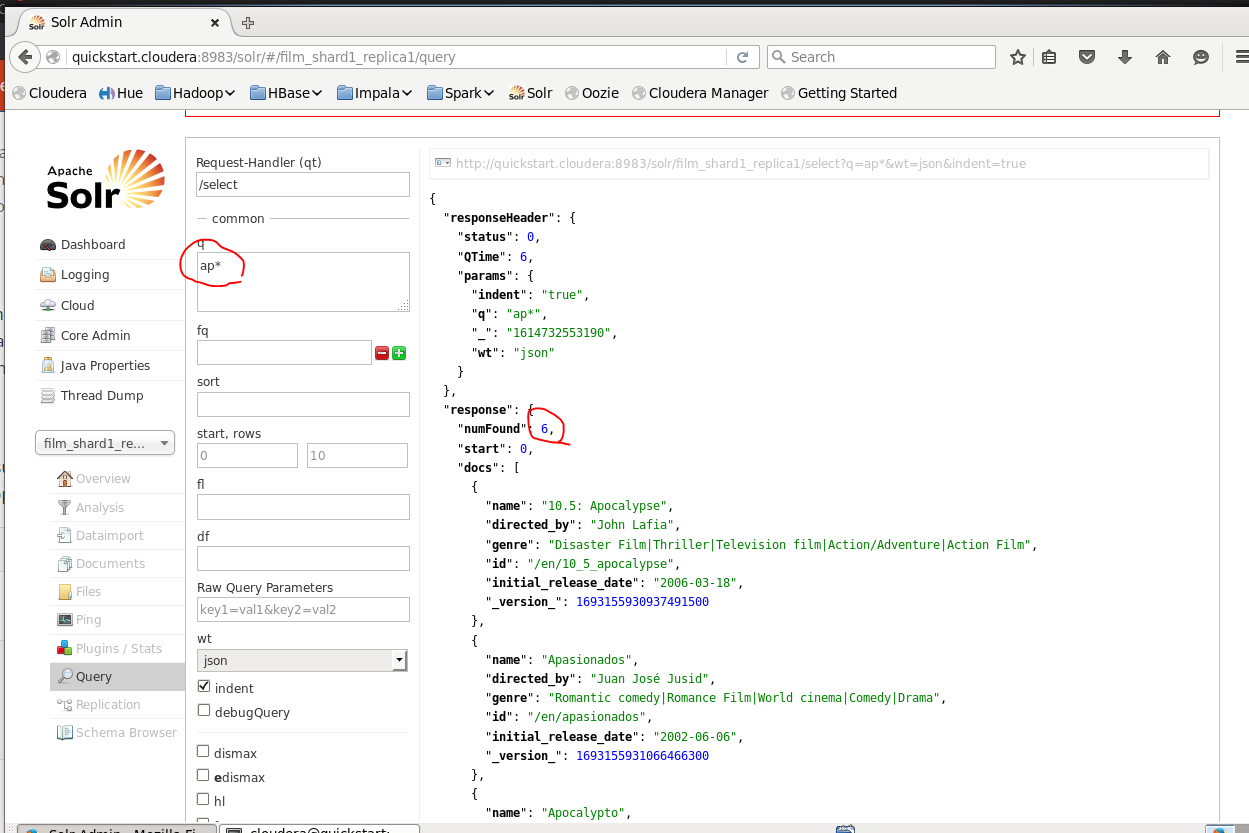 Solr Admin
quickstart.cloudera:8983/solr/#/film_shard1_replica1/query
Search
Cloudera Hue Hadoop HBase Impala Spark Solr Oozie Cloudera Manager Getting Started
Apache
Solr
Dashboard
Logging
Cloud
Core Admin
Java Properties
Thread Dump
film_shard1_re...
Overview
Analysis
Dataimport
Documents
Files
Ping
Plugins / Stats
Query
Replication
Schema Browser
Request-Handler (qt)
/select
common
q
ap*
fq
sort
start, rows
0 10
fl
df
Raw Query Parameters
key1=val1&key2=val2
wt
json
indent
debugQuery
dismax
edismax
hl
http://quickstart.cloudera:8983/solr/film_shard1_replica1/select?q=ap*&wt=json&indent=true
{
"responseHeader": {
"status": 0,
"QTime": 6,
"params": {
"indent": "true",
"q": "ap*",
"_": "1614732553190",
"wt": "json"
}
},
"response": {
"numFound": 6,
"start": 0,
"docs": [
{
"name": "10.5: Apocalypse",
"directed_by": "John Lafia",
"genre": "Disaster Film|Thriller|Television film|Action/Adventure|Action Film",
"id": "/en/10_5_apocalypse",
"initial_release_date": "2006-03-18",
"_version_": 1693155930937491500
},
{
"name": "Apasionados",
"directed_by": "Juan José Jusid",
"genre": "Romantic comedy|Romance Film|World cinema|Comedy|Drama",
"id": "/en/apasionados",
"initial_release_date": "2002-06-06",
"_version_": 1693155931066466300
},
{
"name": "Apocalypto",
Solr Admin - Mozilla Fi
cloudera@quickstart: